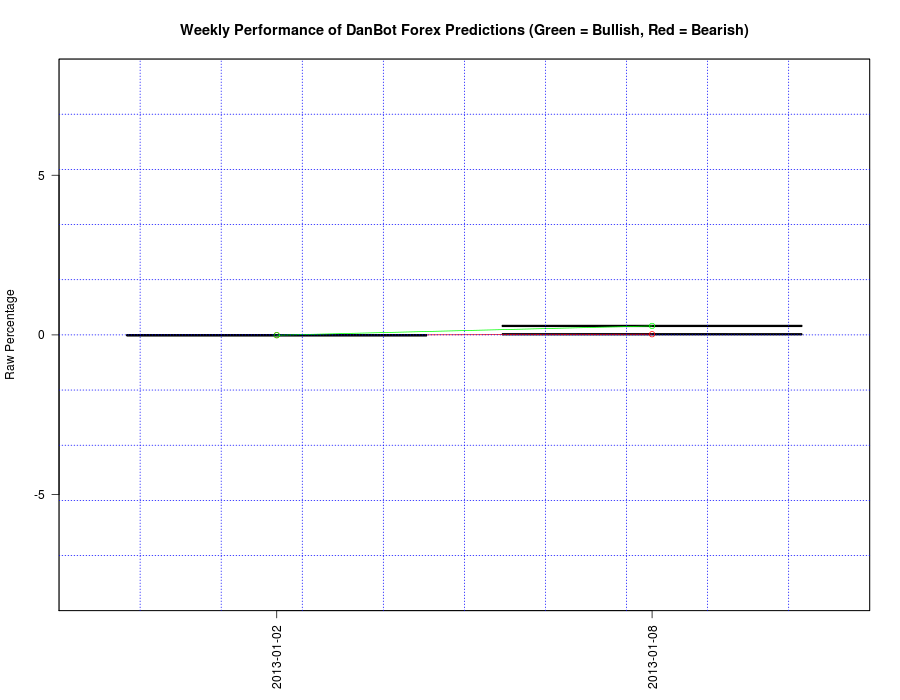 Weekly Performance of DanBot Forex Predictions (Green = Bullish, Red = Bearish)
Raw Percentage
5
0
-5
2013-01-02
2013-01-08